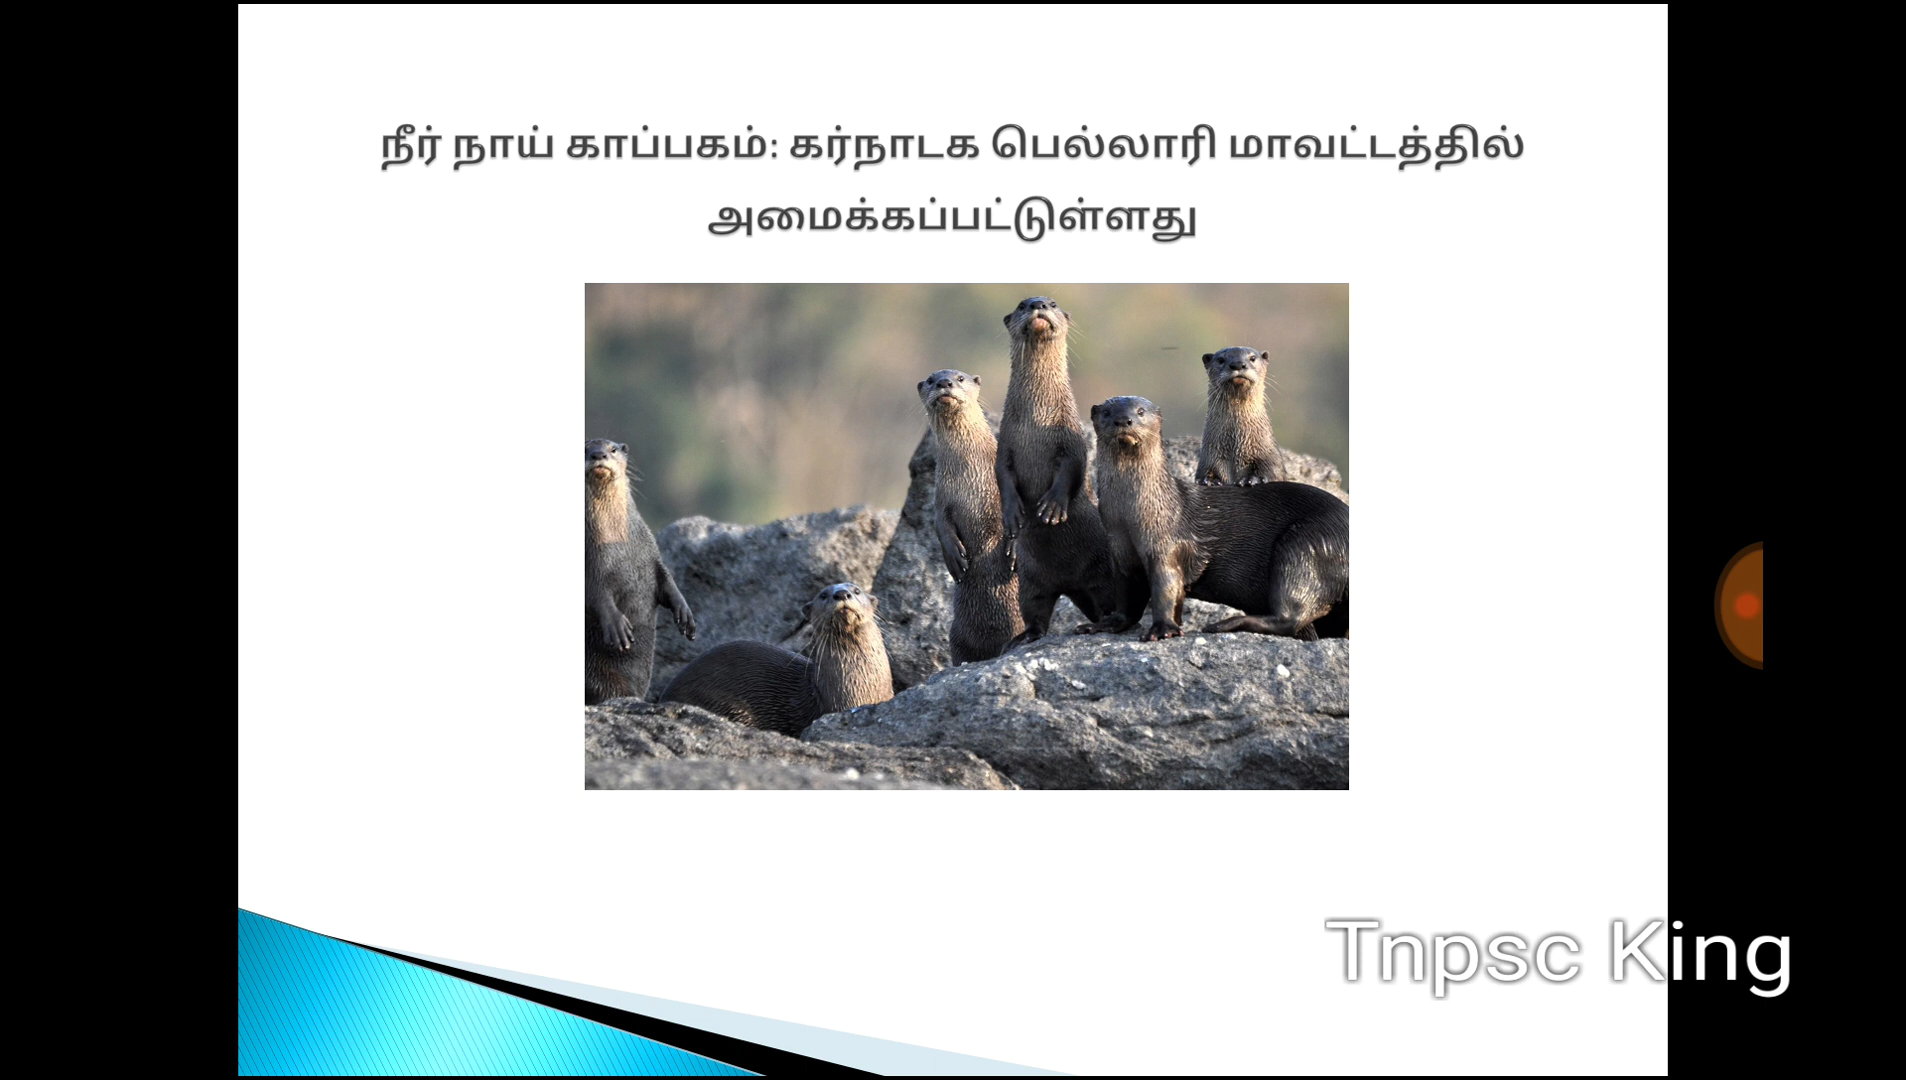 நீர் நாய் காப்பகம்: கர்நாடக பெல்லாரி மாவட்டத்தில்
அமைக்கப்பட்டுள்ளது
Tnpsc King